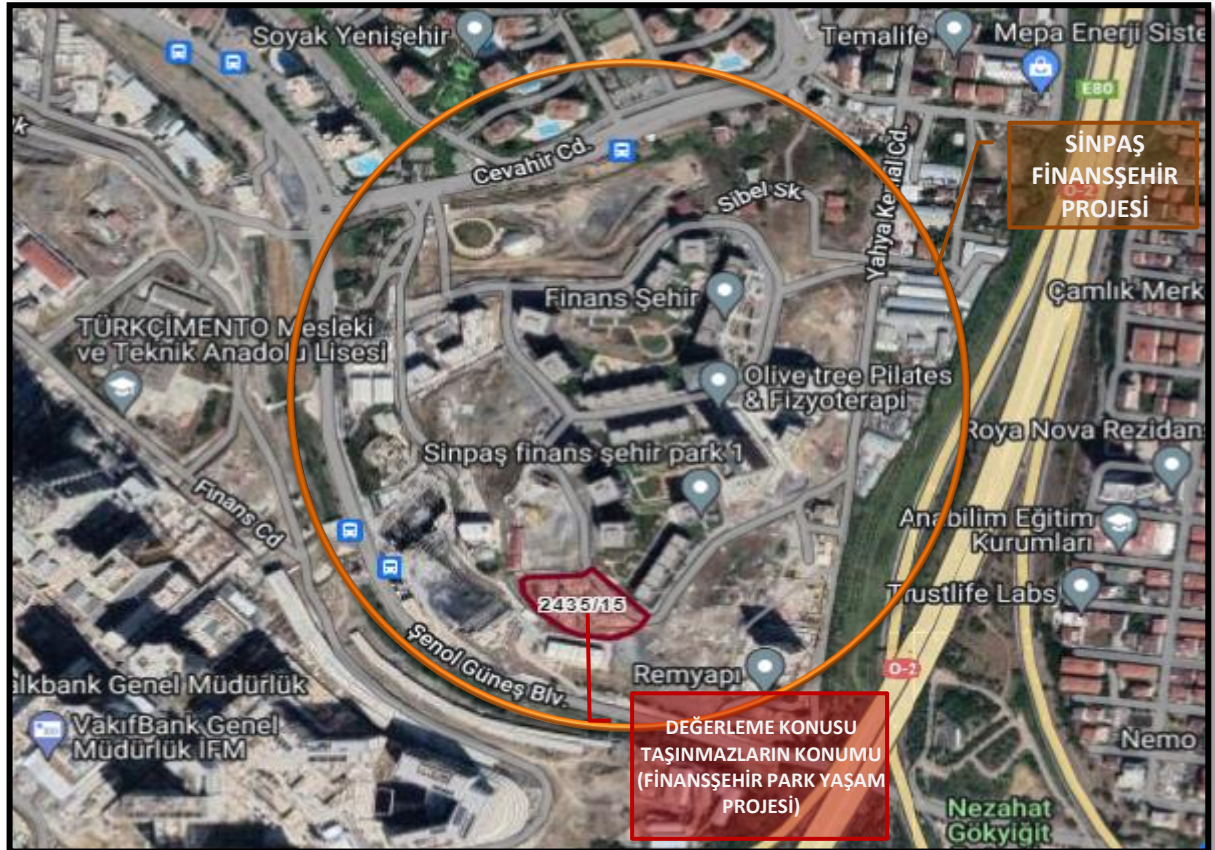 Soyak Yenişehir
Temalife
Mepa Enerji Siste
E80
Cevahir Cd.
SİNPAŞ
FİNANSŞEHİR
PROJESİ
O-2
k
Sibel Sk
Yahya Kemal Cd.
Finans Şehir
Çamlık Merk
TÜRKÇİMENTO Mesleki
ve Teknik Anadolu Lisesi
Olive tree Pilates
& Fizyoterapi
Roya Nova Rezidans
Sinpaş finans şehir park 1
Finans Cd
Anabilim Eğitim
Kurumları
2435/15
Trustlife Labs
Şenol Güneş Blv.
Remyapı
O-2
alkbank Genel Müdürlük
VakıfBank Genel
Müdürlük İFM
DEĞERLEME KONUSU
TAŞINMAZLARIN KONUMU
(FİNANSŞEHİR PARK YAŞAM
PROJESİ)
Nemo
Nezahat
Gökyiğit